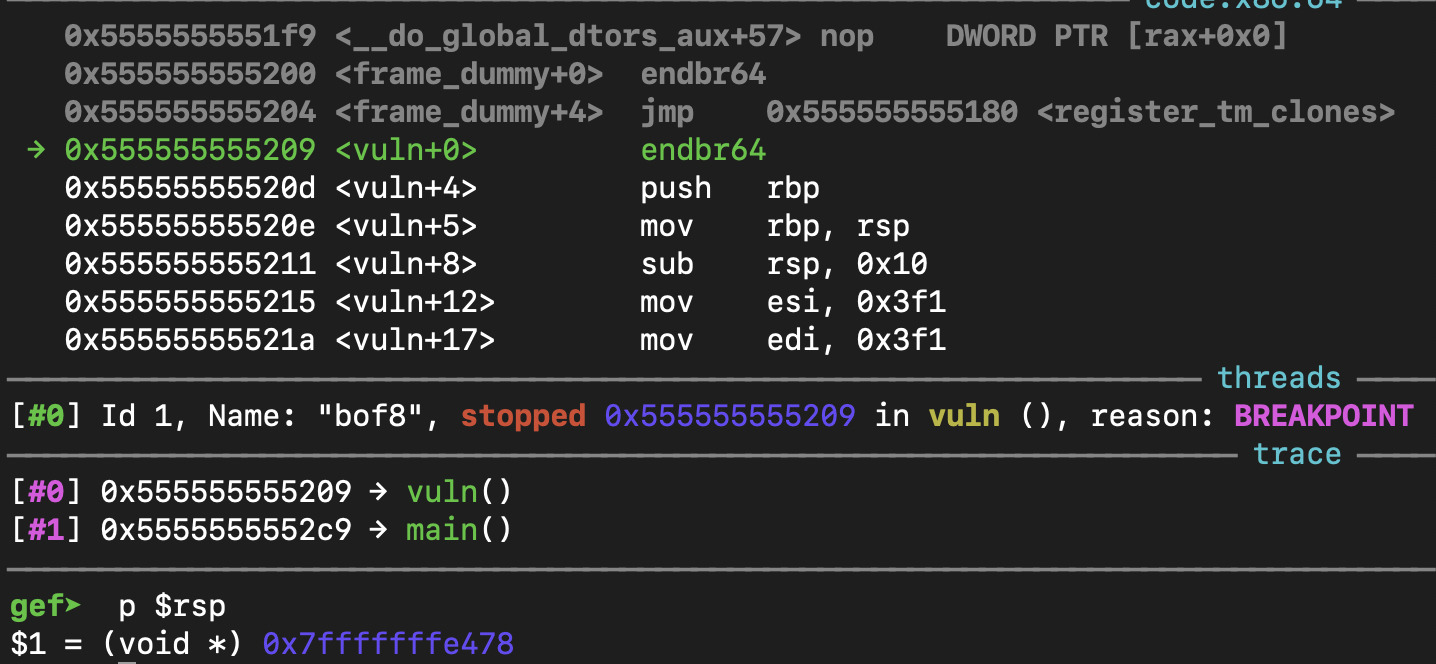 code:x86:64
0x5555555551f9 <__do_global_dtors_aux+57> nop    DWORD PTR [rax+0x0]
0x555555555200 <frame_dummy+0>  endbr64
0x555555555204 <frame_dummy+4>  jmp    0x555555555180 <register_tm_clones>
→ 0x555555555209 <vuln+0>         endbr64
0x55555555520d <vuln+4>         push   rbp
0x55555555520e <vuln+5>         mov    rbp, rsp
0x555555555211 <vuln+8>         sub    rsp, 0x10
0x555555555215 <vuln+12>        mov    esi, 0x3f1
0x55555555521a <vuln+17>        mov    edi, 0x3f1
threads
[#0] Id 1, Name: "bof8", stopped 0x555555555209 in vuln (), reason: BREAKPOINT
trace
[#0] 0x555555555209 → vuln()
[#1] 0x5555555552c9 → main()
gef➤  p $rsp
$1 = (void *) 0x7fffffffe478